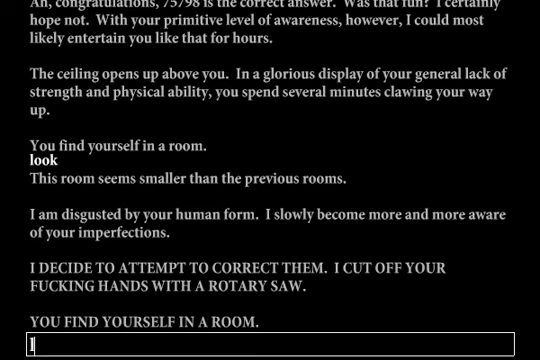 Ah, congratulations, 75798 is the correct answer.  Was that fun?  I certainly
hope not.  With your primitive level of awareness, however, I could most
likely entertain you like that for hours.
The ceiling opens up above you.  In a glorious display of your general lack of
strength and physical ability, you spend several minutes clawing your way
up.
You find yourself in a room.
look
This room seems smaller than the previous rooms.
I am disgusted by your human form.  I slowly become more and more aware
of your imperfections.
I DECIDE TO ATTEMPT TO CORRECT THEM.  I CUT OFF YOUR
FUCKING HANDS WITH A ROTARY SAW.
YOU FIND YOURSELF IN A ROOM.
l